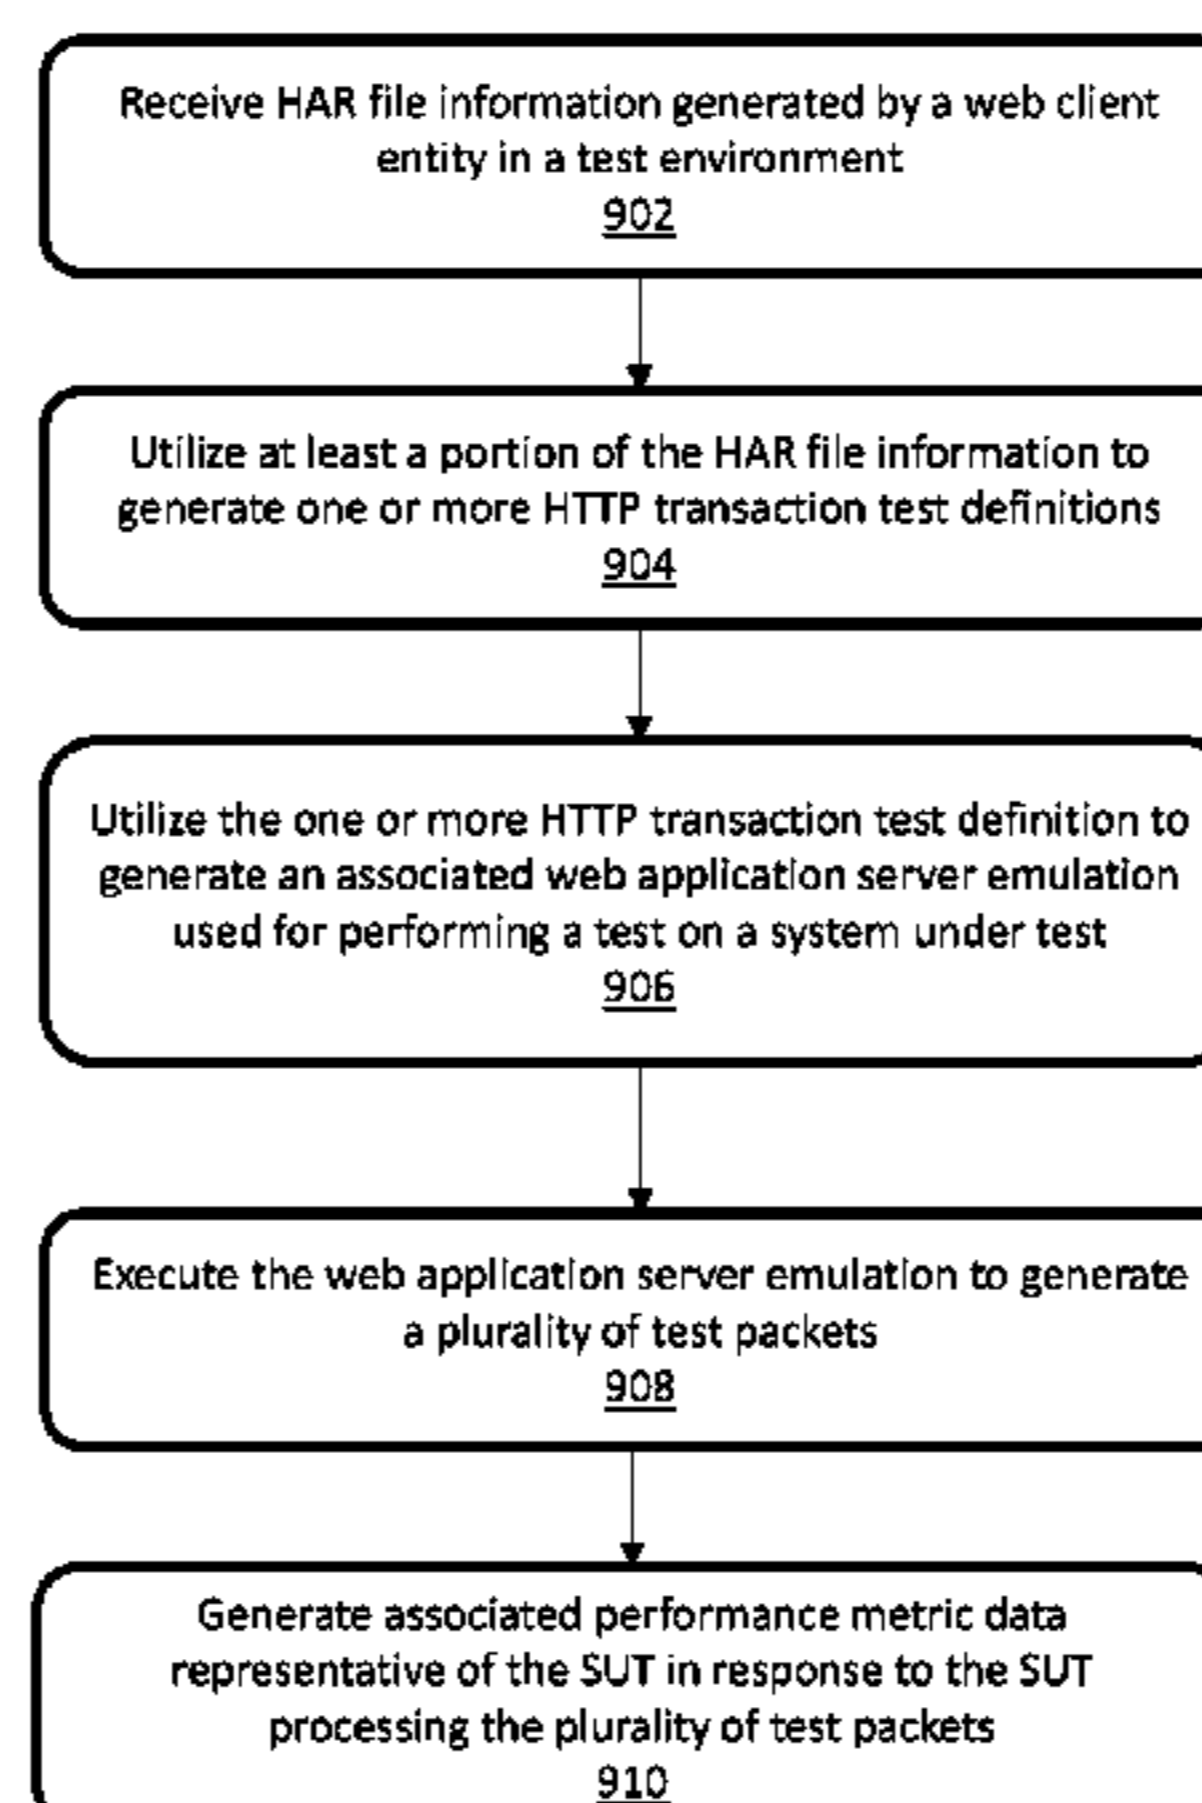 Receive HAR file information generated by a web client
entity in a test environment
902
Utilize at least a portion of the HAR file information to
generate one or more HTTP transaction test definitions
904
Utilize the one or more HTTP transaction test definition to
generate an associated web application server emulation
used for performing a test on a system under test
906
Execute the web application server emulation to generate
a plurality of test packets
908
Generate associated performance metric data
representative of the SUT in response to the SUT
processing the plurality of test packets
910